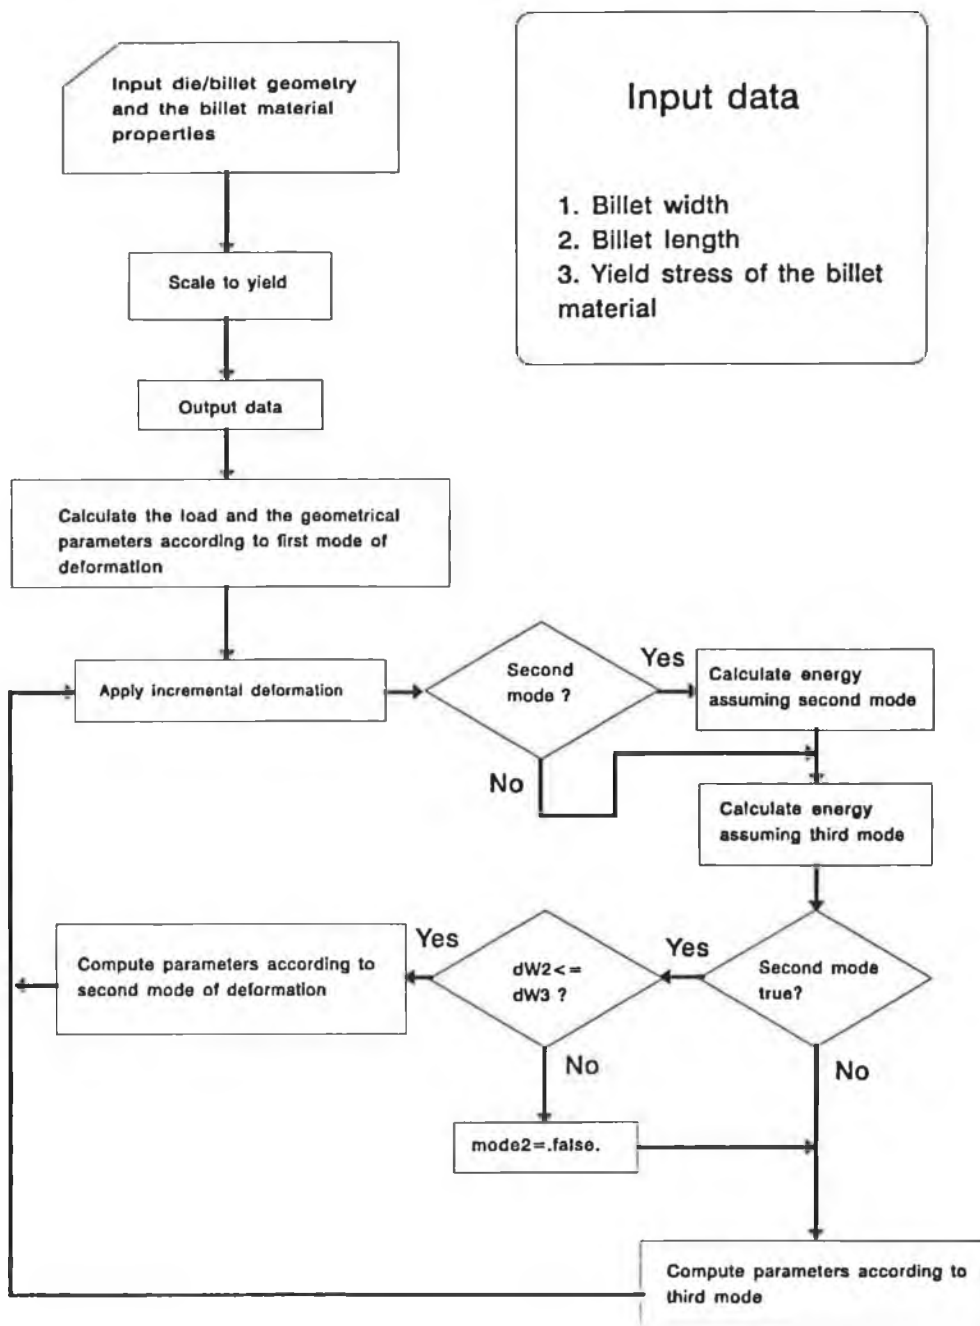 Input die/billet geometry
and the billet material
properties
Input data
1. Billet width
2. Billet length
3. Yield stress of the billet
material
Scale to yield
Output data
Calculate the load and the geometrical
parameters according to first mode of
deformation
Apply incremental deformation
Second
mode ?
Yes
Calculate energy
assuming second mode
No
Calculate energy
assuming third mode
Compute parameters according to
second mode of deformation
Yes
dW2<=
dW3 ?
Yes
Second mode
true?
No
No
mode2=.false.
Compute parameters according to
third mode